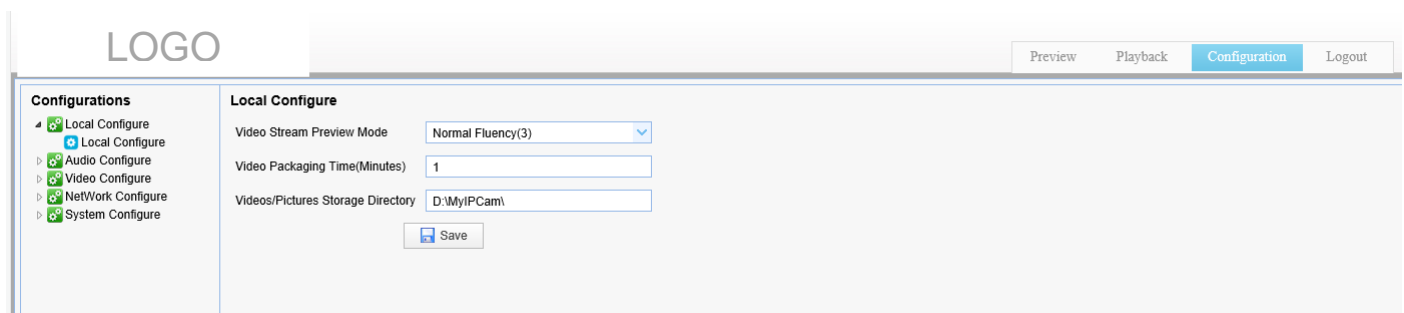 LOGO
Preview Playback Configuration Logout
Configurations
Local Configure
Local Configure
Audio Configure
Video Configure
NetWork Configure
System Configure
Local Configure
Video Stream Preview Mode Normal Fluency(3)
Video Packaging Time(Minutes) 1
Videos/Pictures Storage Directory D:\MyIPCam\
Save